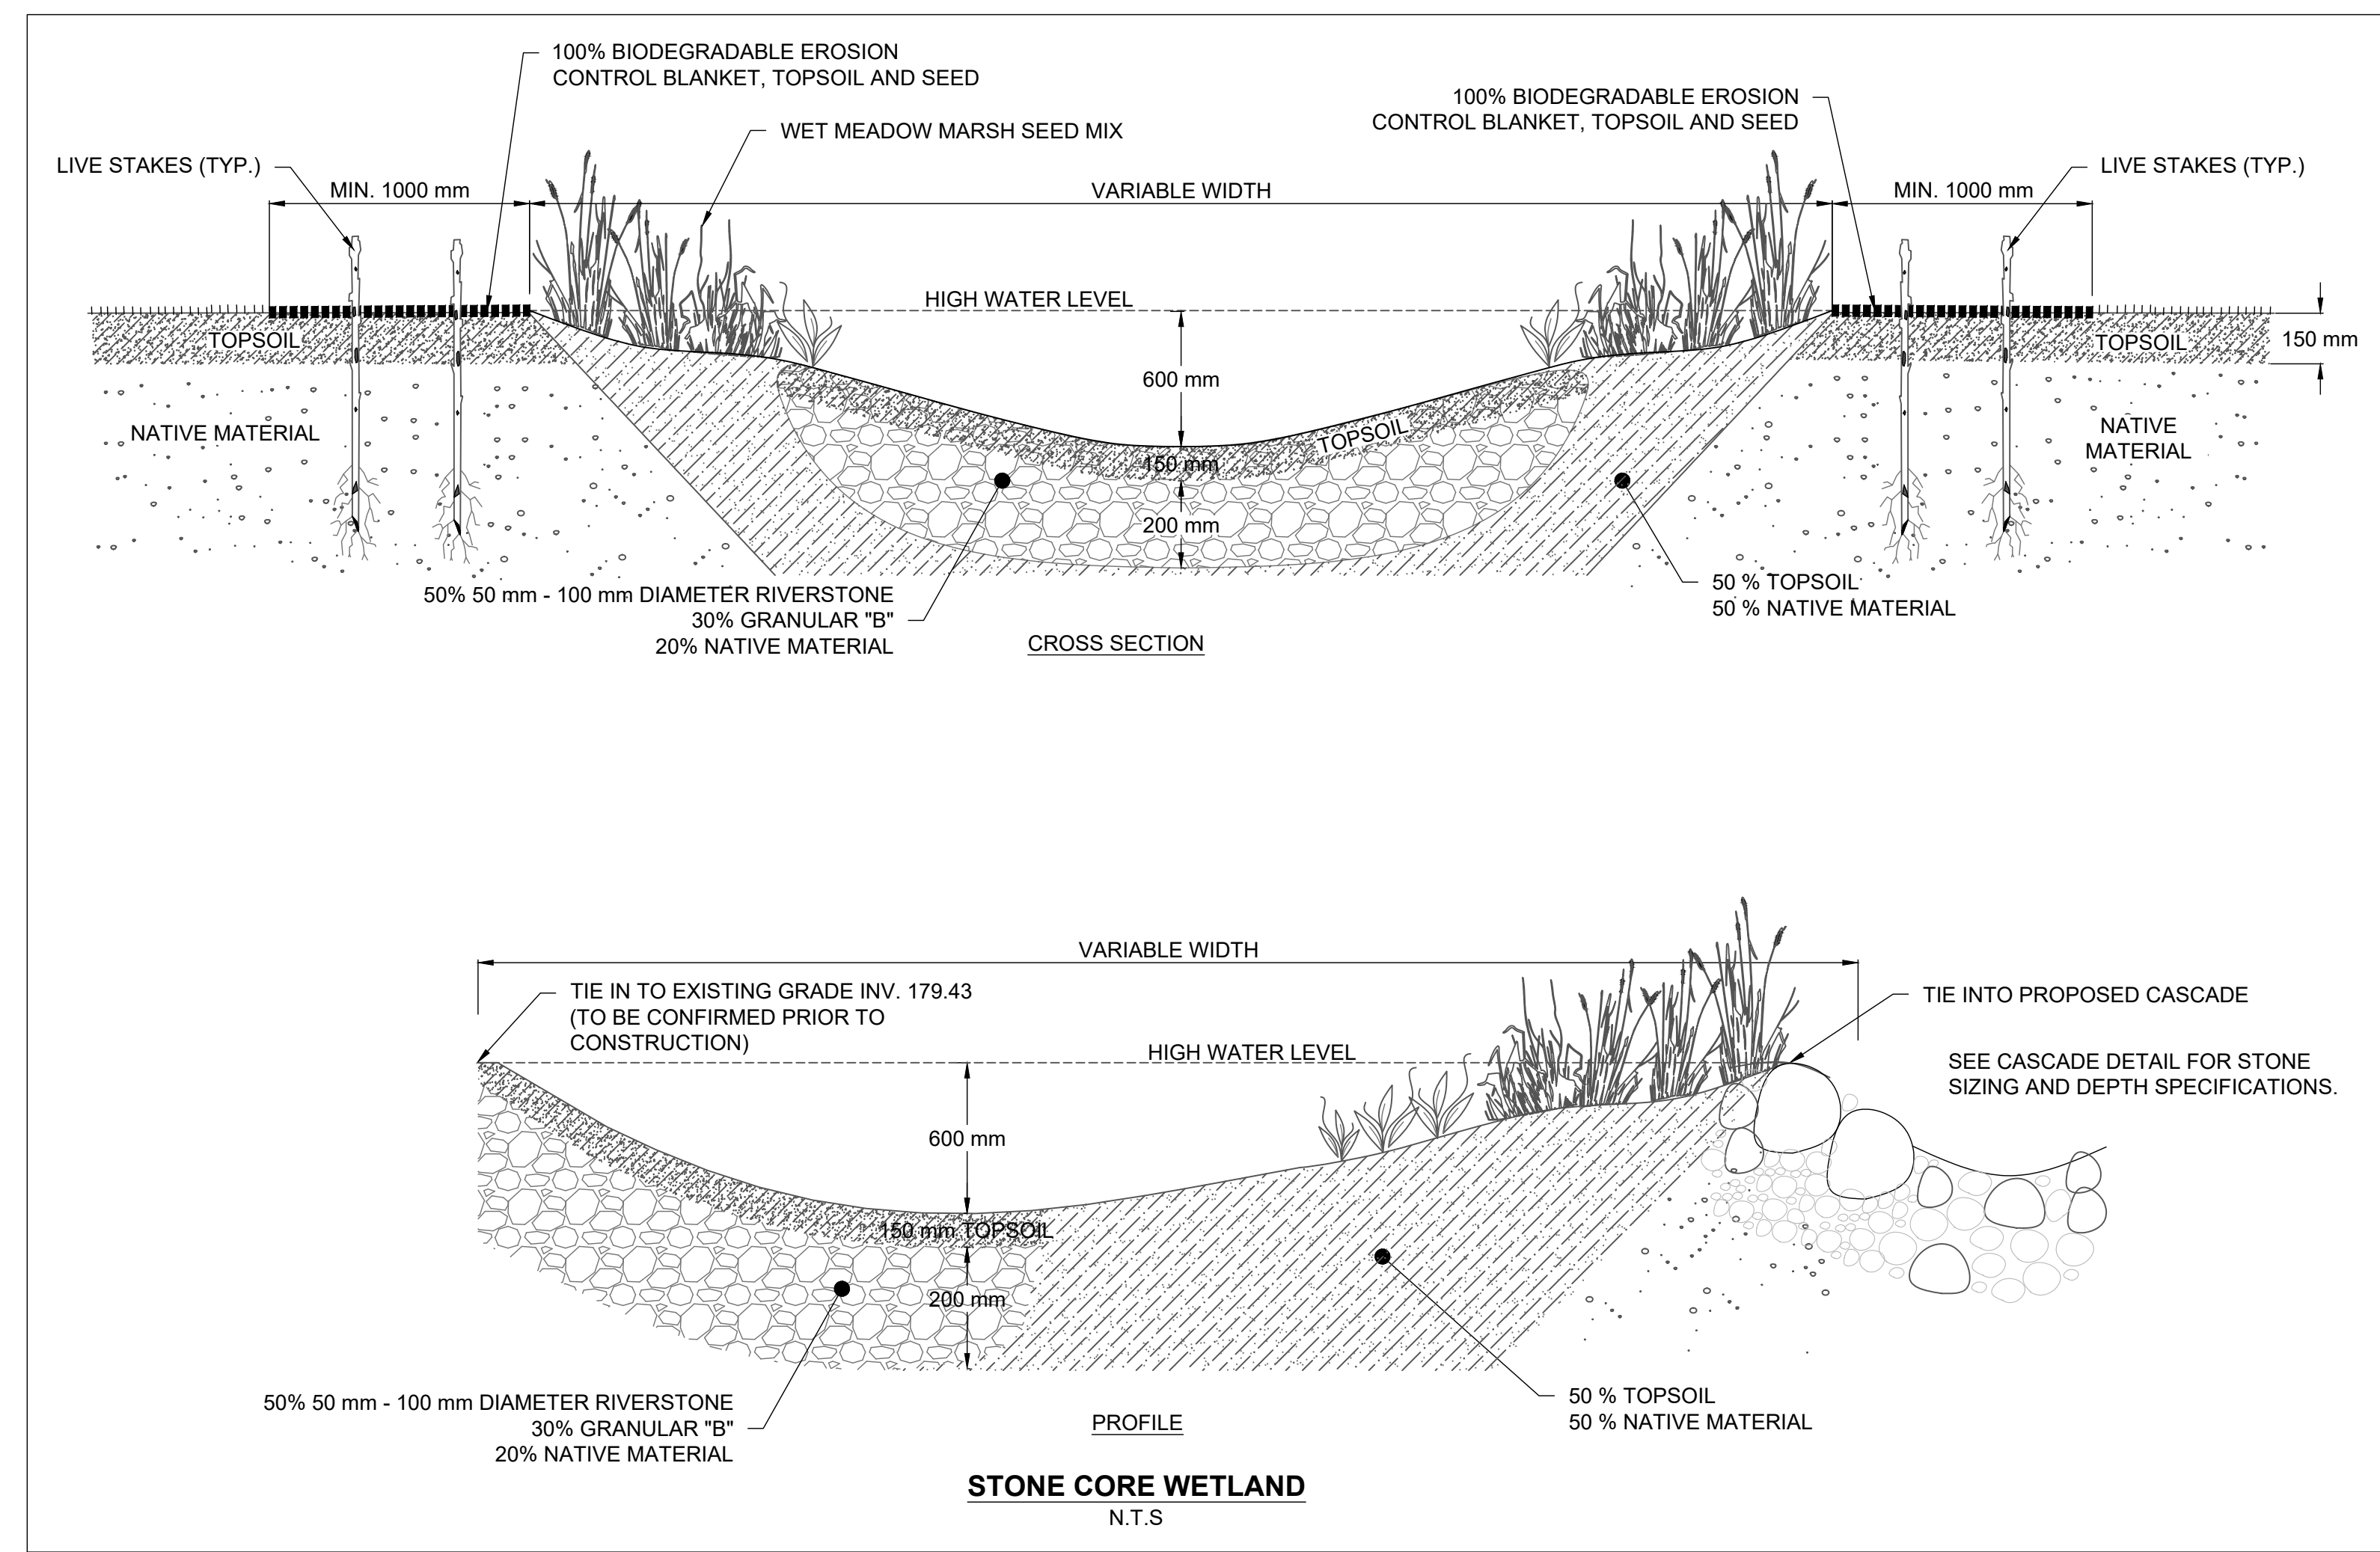 100% BIODEGRADABLE EROSION
CONTROL BLANKET, TOPSOIL AND SEED
100% BIODEGRADABLE EROSION
CONTROL BLANKET, TOPSOIL AND SEED
WET MEADOW MARSH SEED MIX
LIVE STAKES (TYP.)
LIVE STAKES (TYP.)
MIN. 1000 mm
VARIABLE WIDTH
MIN. 1000 mm
HIGH WATER LEVEL
TOPSOIL
TOPSOIL
150 mm
600 mm
NATIVE MATERIAL
TOPSOIL
NATIVE
MATERIAL
150 mm
200 mm
50% 50 mm - 100 mm DIAMETER RIVERSTONE
30% GRANULAR "B"
20% NATIVE MATERIAL
50 % TOPSOIL
50 % NATIVE MATERIAL
CROSS SECTION
VARIABLE WIDTH
TIE IN TO EXISTING GRADE INV. 179.43
(TO BE CONFIRMED PRIOR TO
CONSTRUCTION)
TIE INTO PROPOSED CASCADE
HIGH WATER LEVEL
SEE CASCADE DETAIL FOR STONE
SIZING AND DEPTH SPECIFICATIONS.
600 mm
150 mm TOPSOIL
200 mm
50% 50 mm - 100 mm DIAMETER RIVERSTONE
30% GRANULAR "B"
20% NATIVE MATERIAL
50 % TOPSOIL
50 % NATIVE MATERIAL
PROFILE
STONE CORE WETLAND
N.T.S